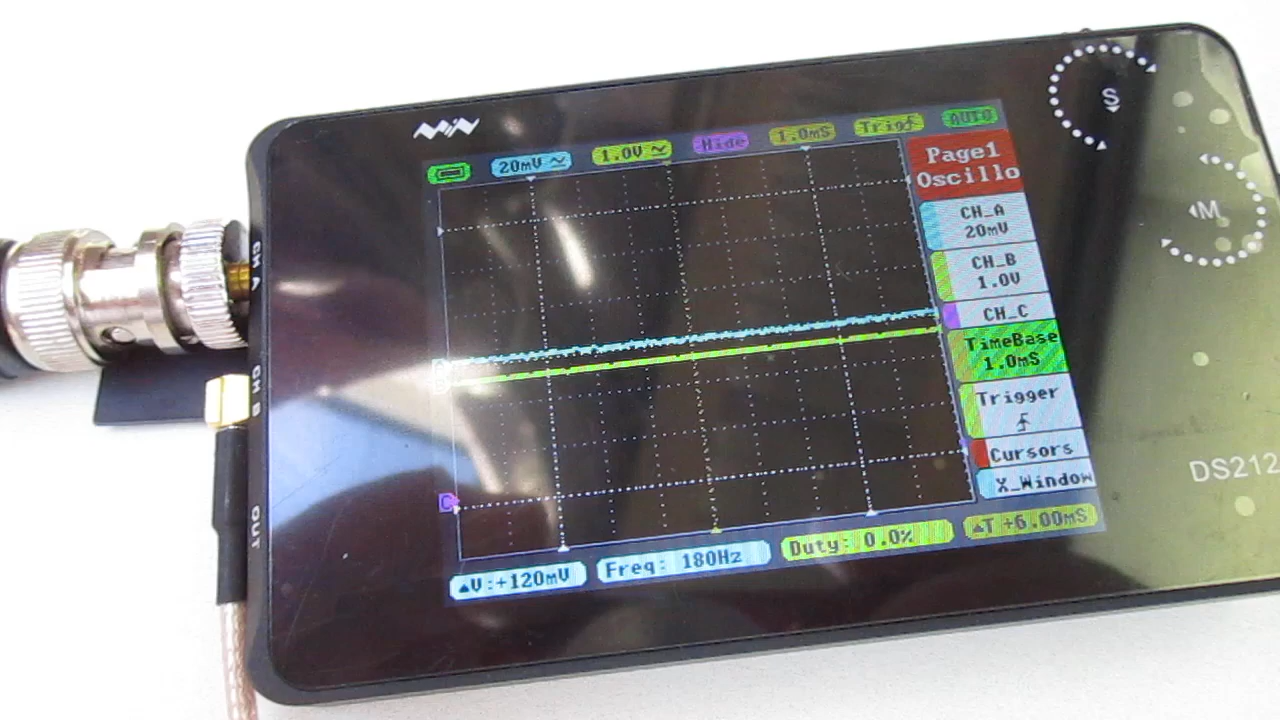 MiN
20mV 1.0V Hide 1.0mS Trig AUTO
Page1
Oscillo
CH_A
20mV
CH_B
1.0V
CH_C
TimeBase
1.0mS
Trigger
Cursors
X_Window
▲V:+120mV Freq: 180Hz Duty: 0.0% ▲T +6.00mS
C
CH A
CH B
OUT
S
M
DS212